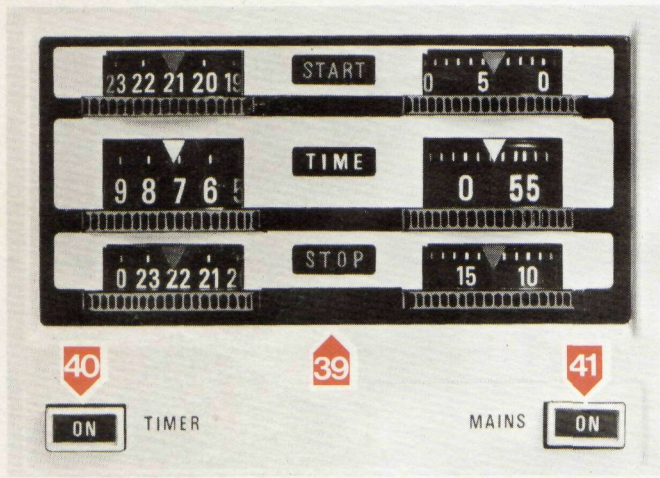 23 22 21 20 19 START 0 5 0
9 8 7 6 5 TIME 0 55
0 23 22 21 2 STOP 15 10
40 39 41
ON TIMER MAINS ON